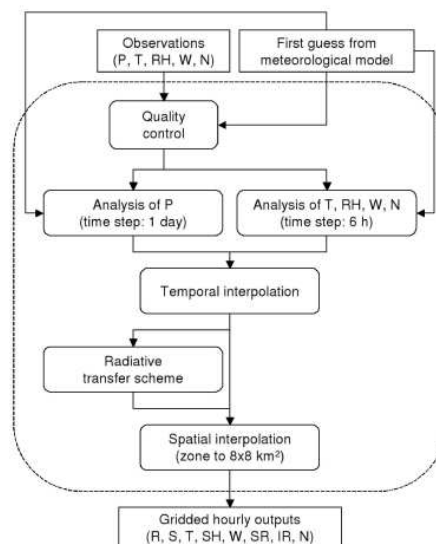 Observations
(P, T, RH, W, N)
First guess from
meteorological model
Quality
control
Analysis of P
(time step: 1 day)
Analysis of T, RH, W, N
(time step: 6 h)
Temporal interpolation
Radiative
transfer scheme
Spatial interpolation
(zone to 8x8 km²)
Gridded hourly outputs
(R, S, T, SH, W, SR, IR, N)